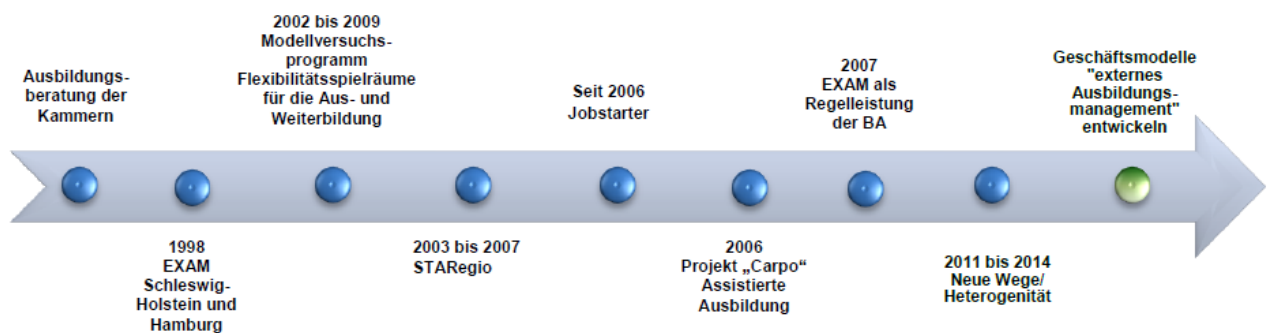 Ausbildungs-
beratung der
Kammern
1998
EXAM
Schleswig-
Holstein und
Hamburg
2002 bis 2009
Modellversuchs-
programm
Flexibilitätsspielräume
für die Aus- und
Weiterbildung
2003 bis 2007
STARegio
Seit 2006
Jobstarter
2006
Projekt „Carpo“
Assistierte
Ausbildung
2007
EXAM als
Regelleistung
der BA
2011 bis 2014
Neue Wege/
Heterogenität
Geschäftsmodelle
"externes
Ausbildungs-
management"
entwickeln